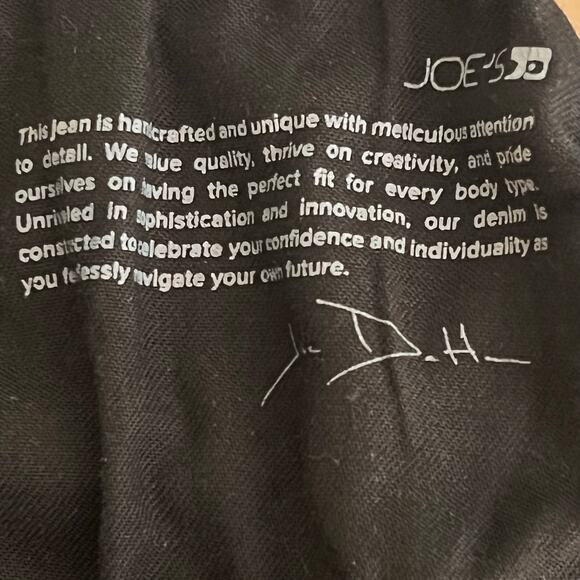 JOE'S
This jean is handcrafted and unique with meticulous attention
to detail. We value quality, thrive on creativity, and pride
ourselves on having the perfect fit for every body type.
Unrivaled in sophistication and innovation, our denim is
constructed to celebrate your confidence and individuality as
you fearlessly navigate your own future.